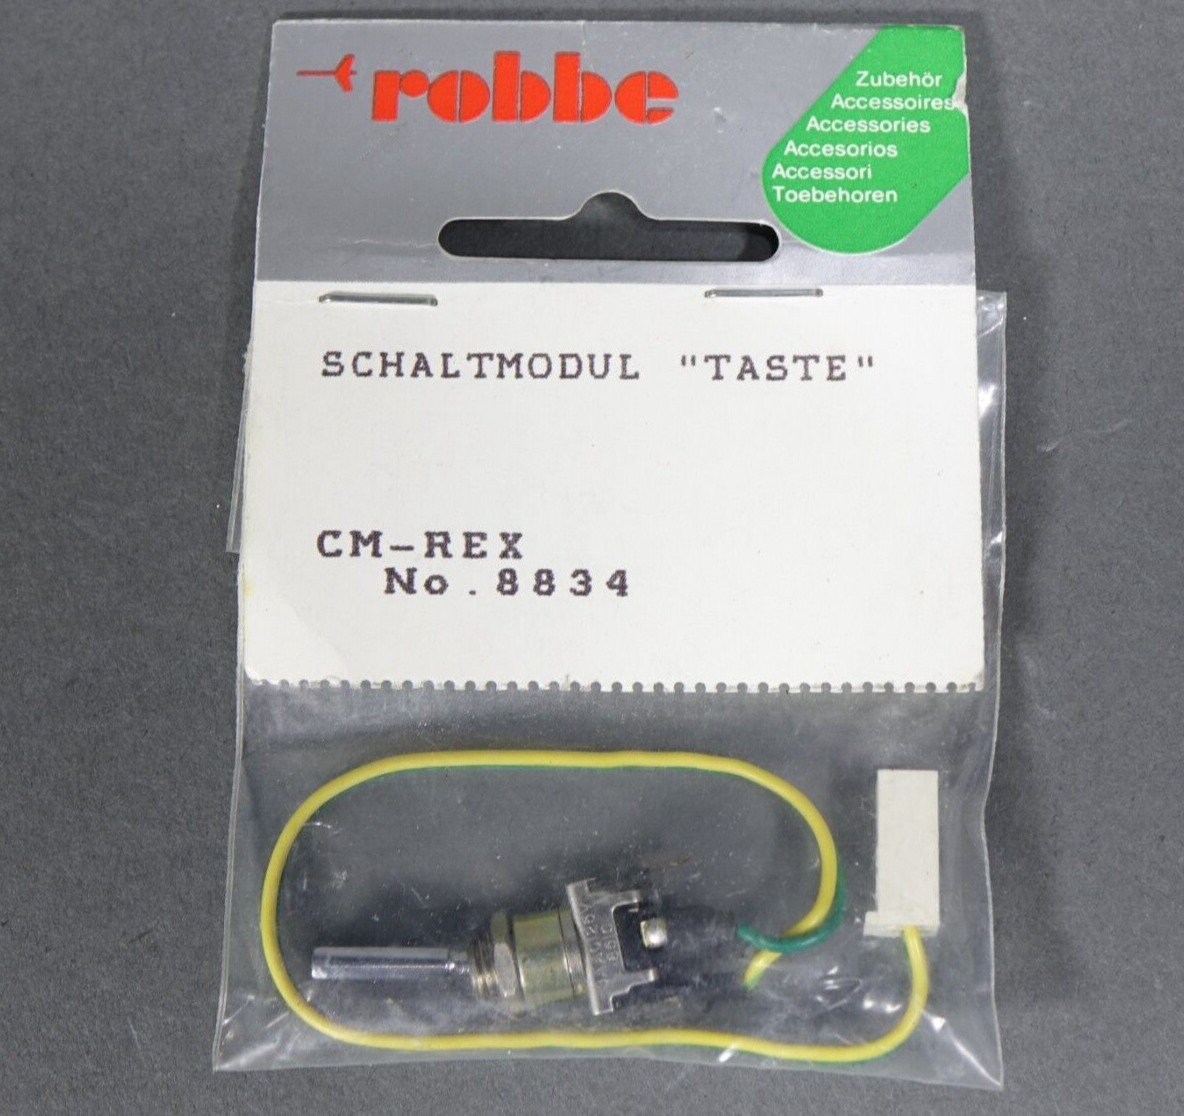 robbe
Zubehör
Accessoires
Accessories
Accesorios
Accessori
Toebehoren
SCHALTMODUL "TASTE"
CM-REX
No.8834